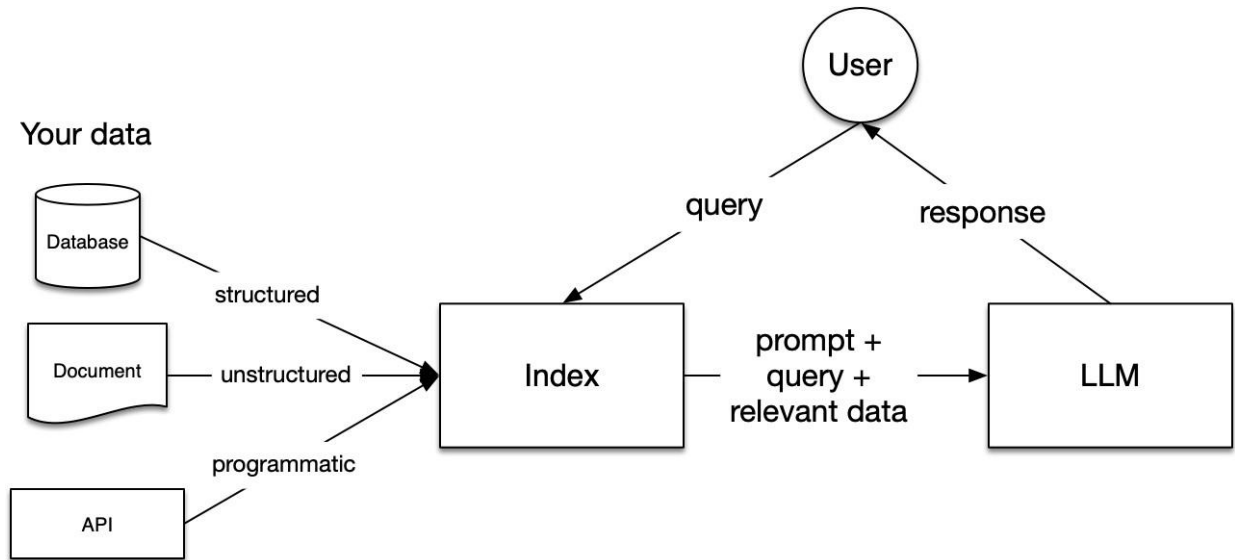 User
Your data
query
response
Database
structured
Document
unstructured
Index
prompt +
query +
relevant data
LLM
programmatic
API